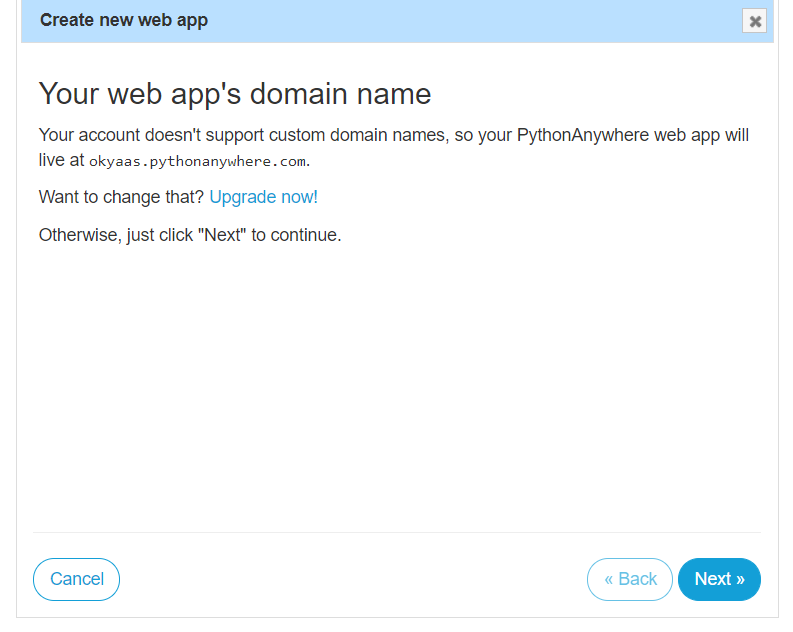 Create new web app
Your web app's domain name
Your account doesn't support custom domain names, so your PythonAnywhere web app will
live at okyaas.pythonanywhere.com.
Want to change that? Upgrade now!
Otherwise, just click "Next" to continue.
Cancel
« Back
Next »